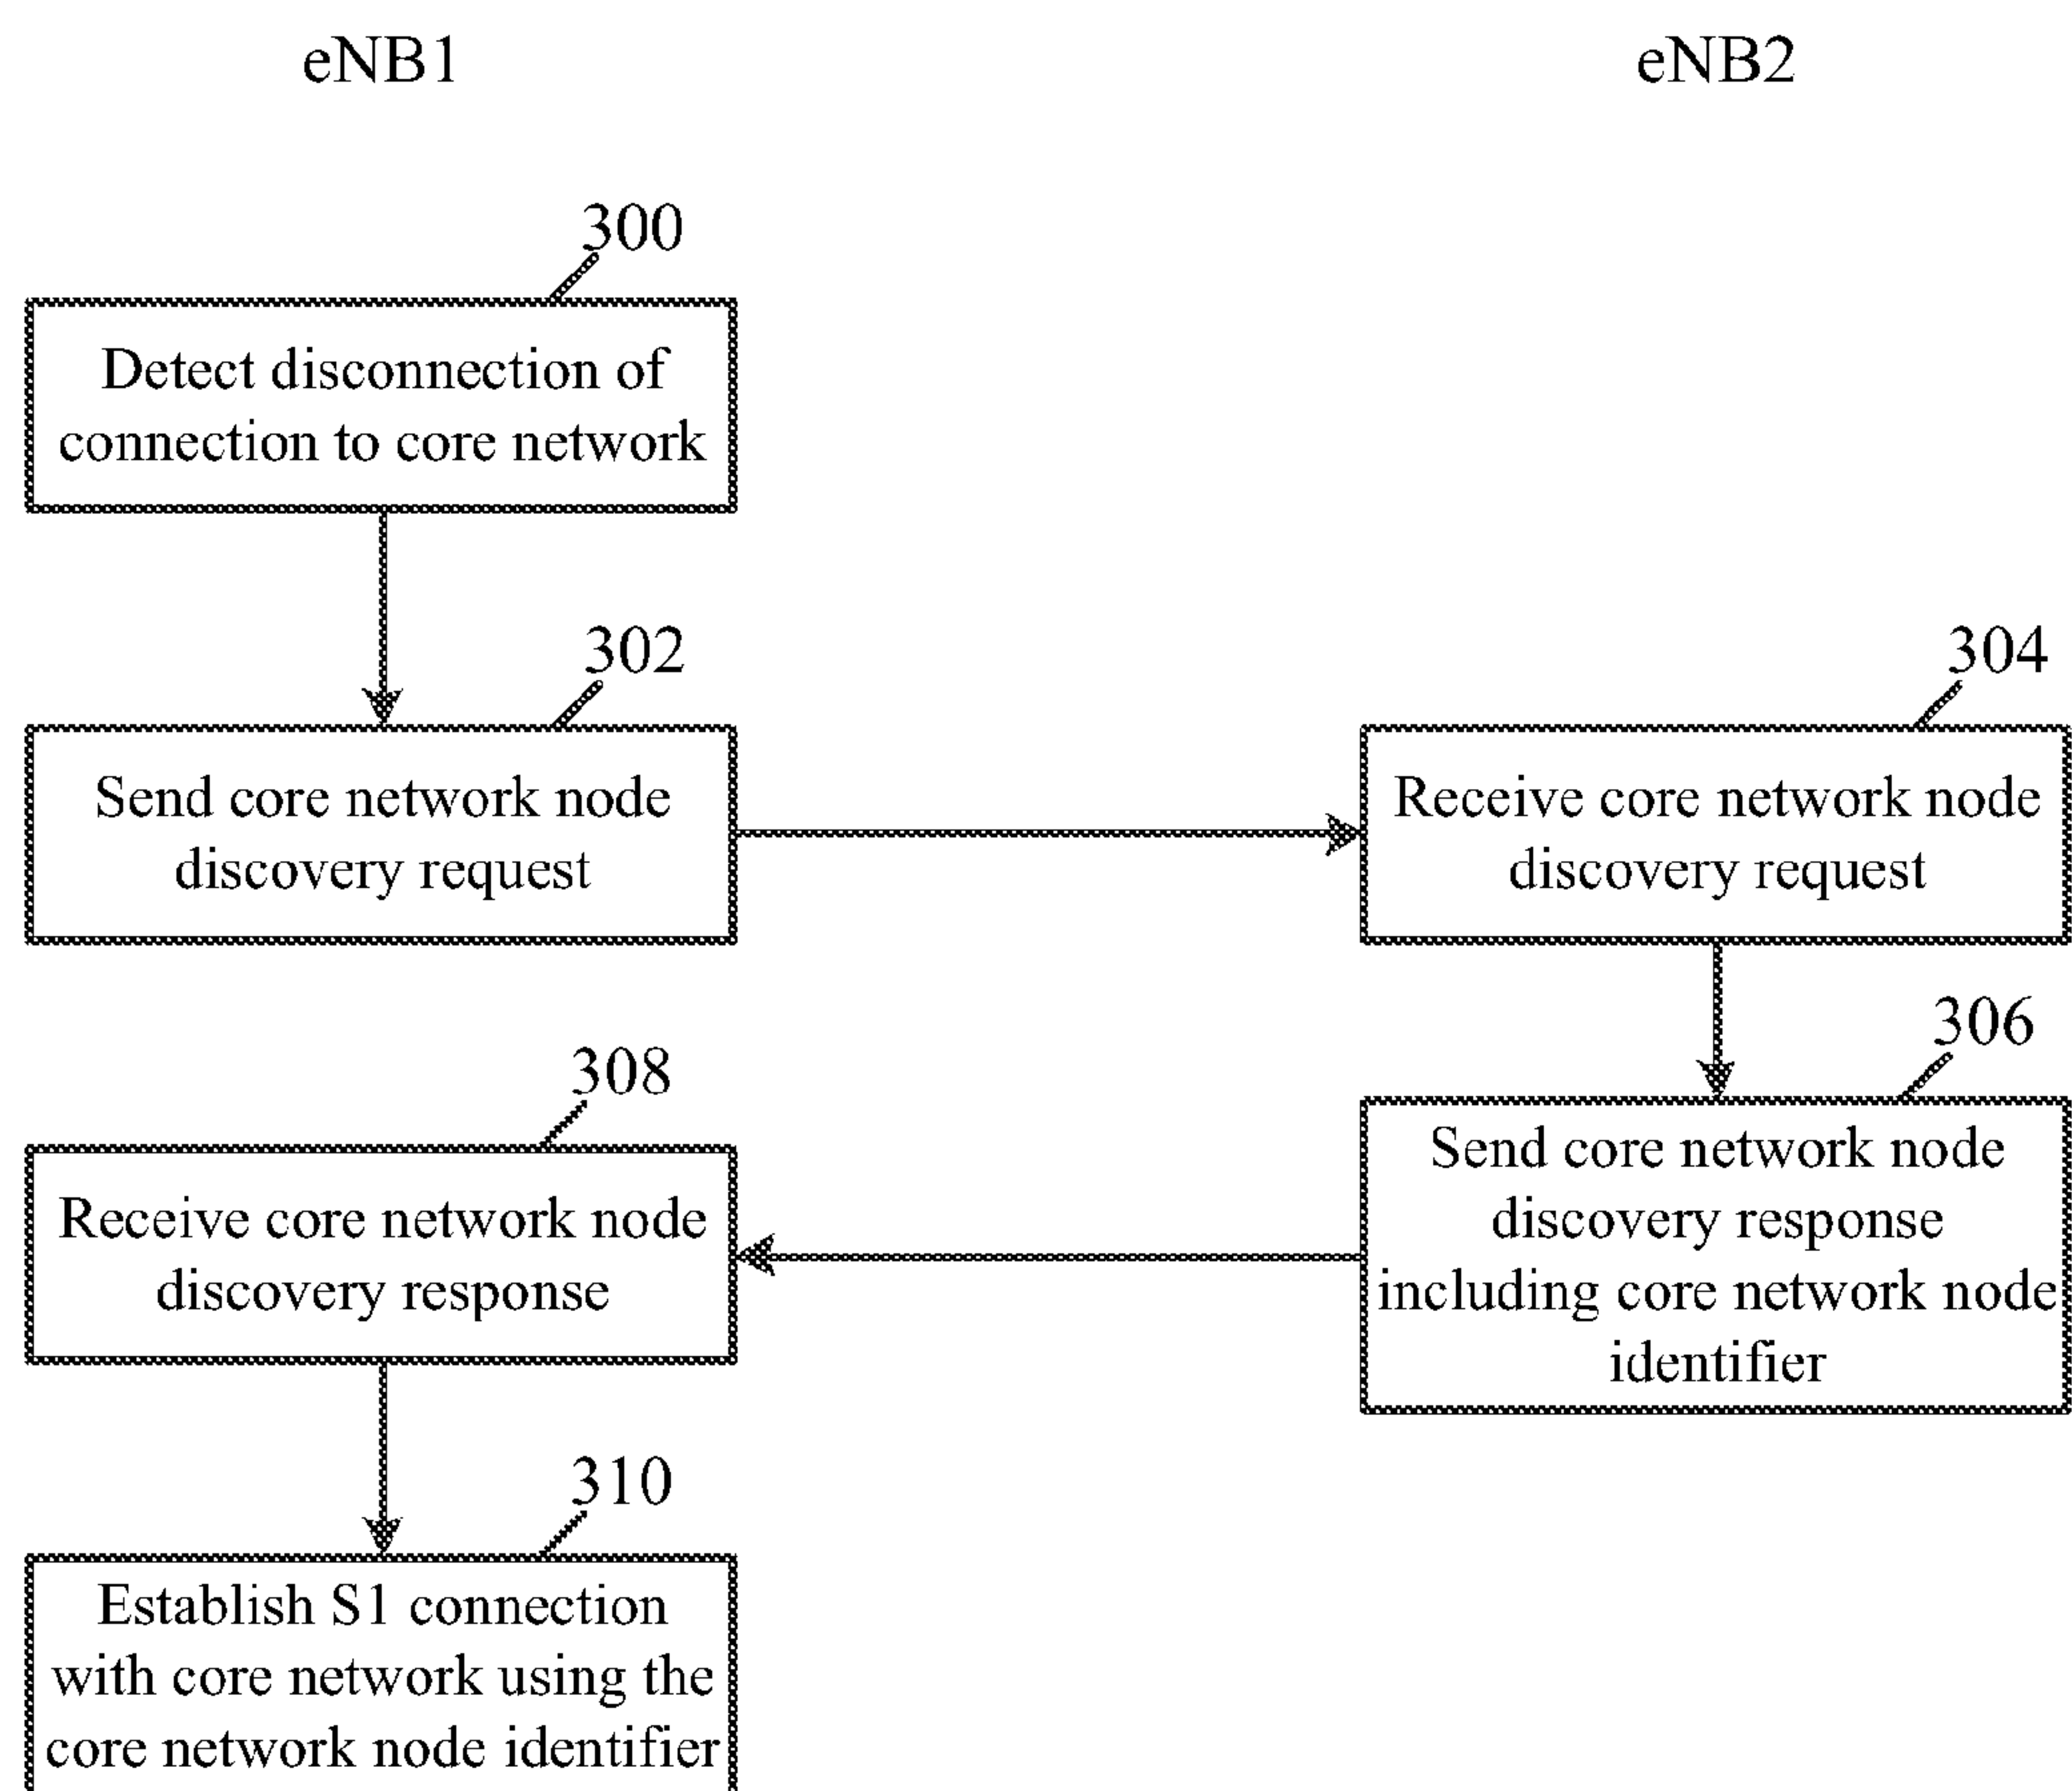 eNB1
eNB2
300
Detect disconnection of
connection to core network
302
Send core network node
discovery request
304
Receive core network node
discovery request
306
Send core network node
discovery response
including core network node
identifier
308
Receive core network node
discovery response
310
Establish S1 connection
with core network using the
core network node identifier